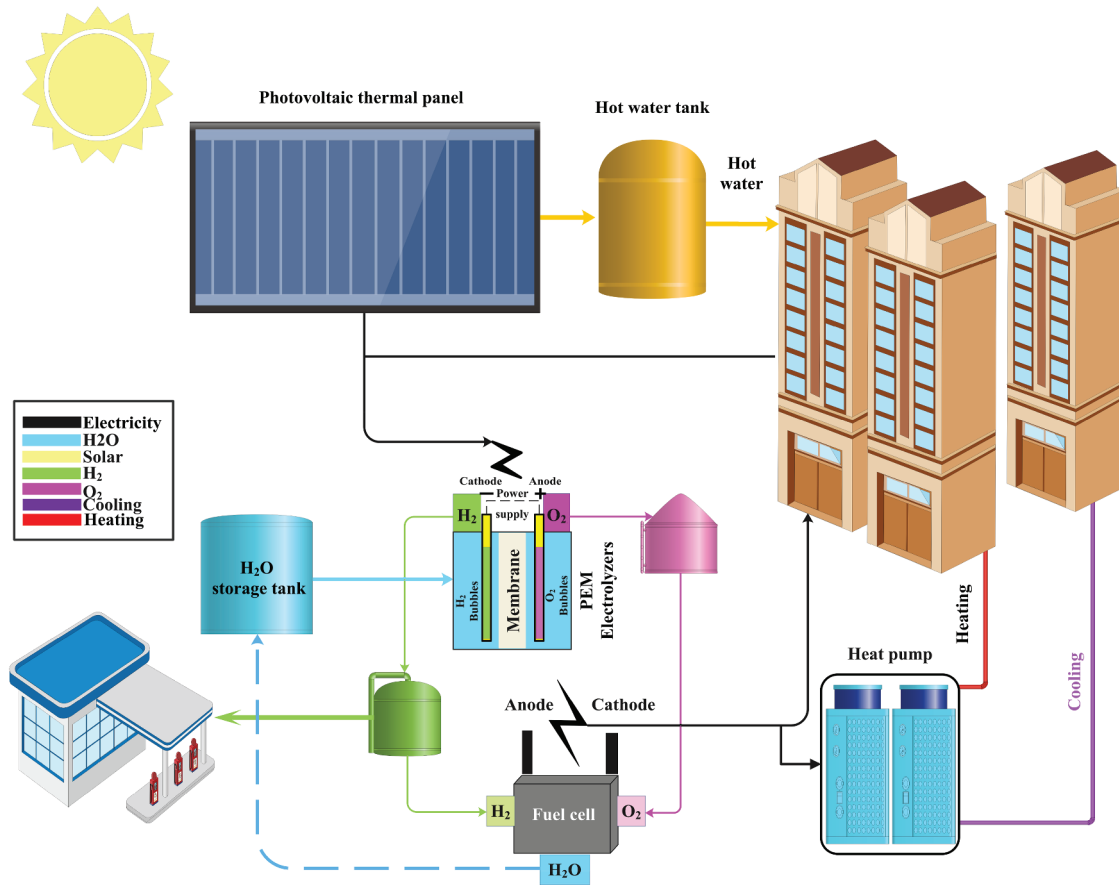 Photovoltaic thermal panel
Hot water tank
Hot
water
Electricity
H2O
Solar
H₂
O₂
Cooling
Heating
Cathode
Anode
Power
supply
H₂
O₂
H₂O
storage tank
H₂
Bubbles
Membrane
O₂
Bubbles
PEM
Electrolyzers
Heating
Cooling
Heat pump
Anode
Cathode
H₂
Fuel cell
O₂
H₂O